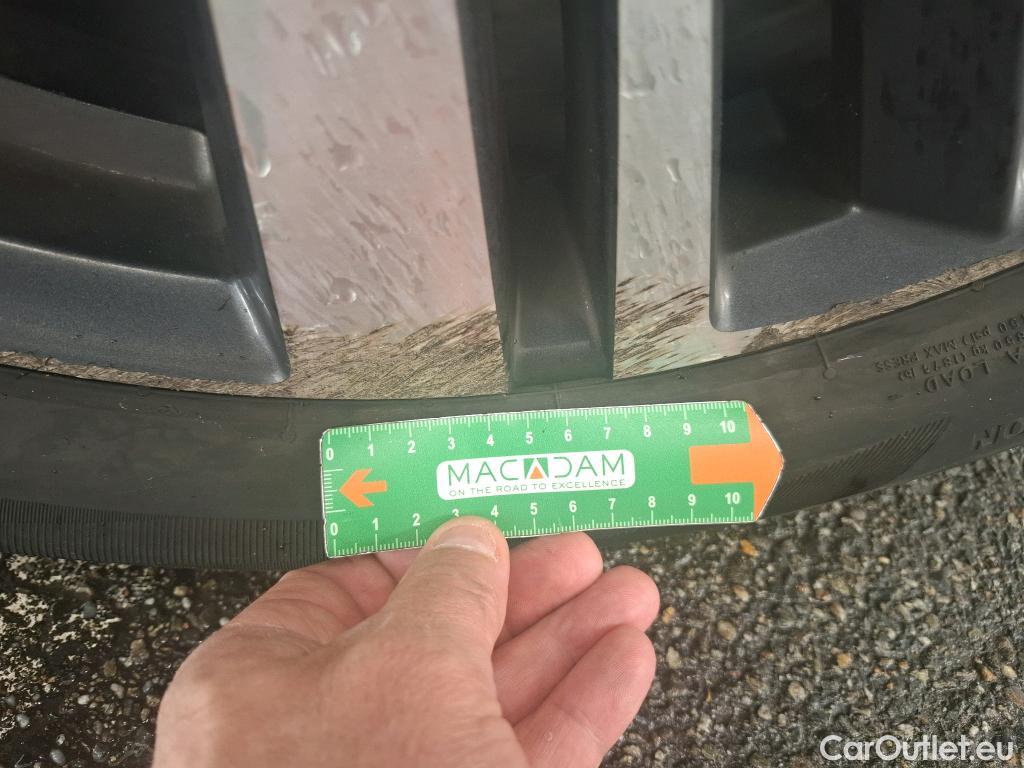 A LOAD
MAX PRESS
0 1 2 3 4 5 6 7 8 9 10
MACADAM
ON THE ROAD TO EXCELLENCE
0 1 2 3 4 5 6 7 8 9 10
CarOutlet.eu